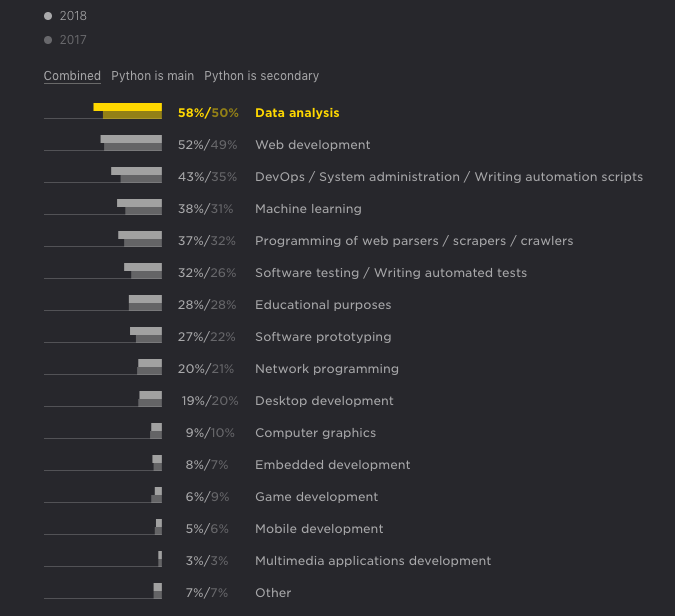 2018
2017
Combined Python is main Python is secondary
58%/50% Data analysis
52%/49% Web development
43%/35% DevOps / System administration / Writing automation scripts
38%/31% Machine learning
37%/32% Programming of web parsers / scrapers / crawlers
32%/26% Software testing / Writing automated tests
28%/28% Educational purposes
27%/22% Software prototyping
20%/21% Network programming
19%/20% Desktop development
9%/10% Computer graphics
8%/7% Embedded development
6%/9% Game development
5%/6% Mobile development
3%/3% Multimedia applications development
7%/7% Other